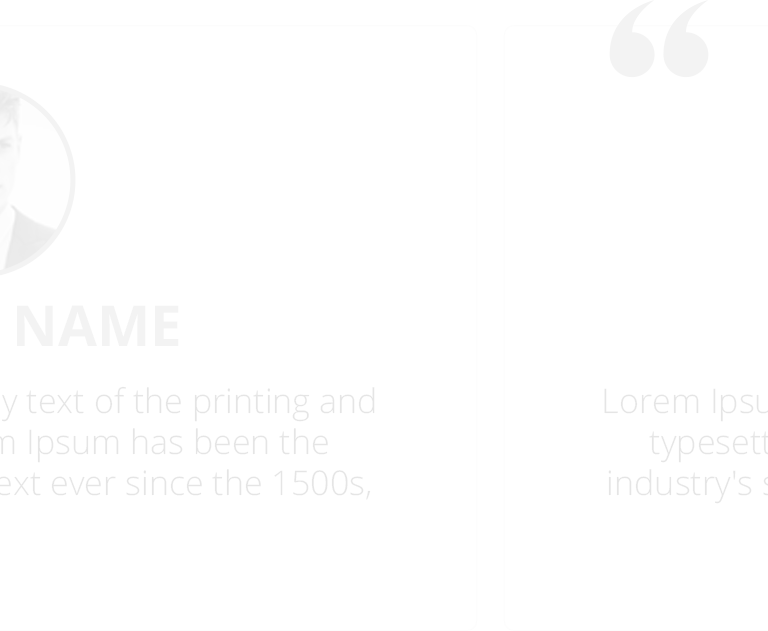 NAME
y text of the printing and
m Ipsum has been the
ext ever since the 1500s,
“
Lorem Ipsu
typesett
industry's s